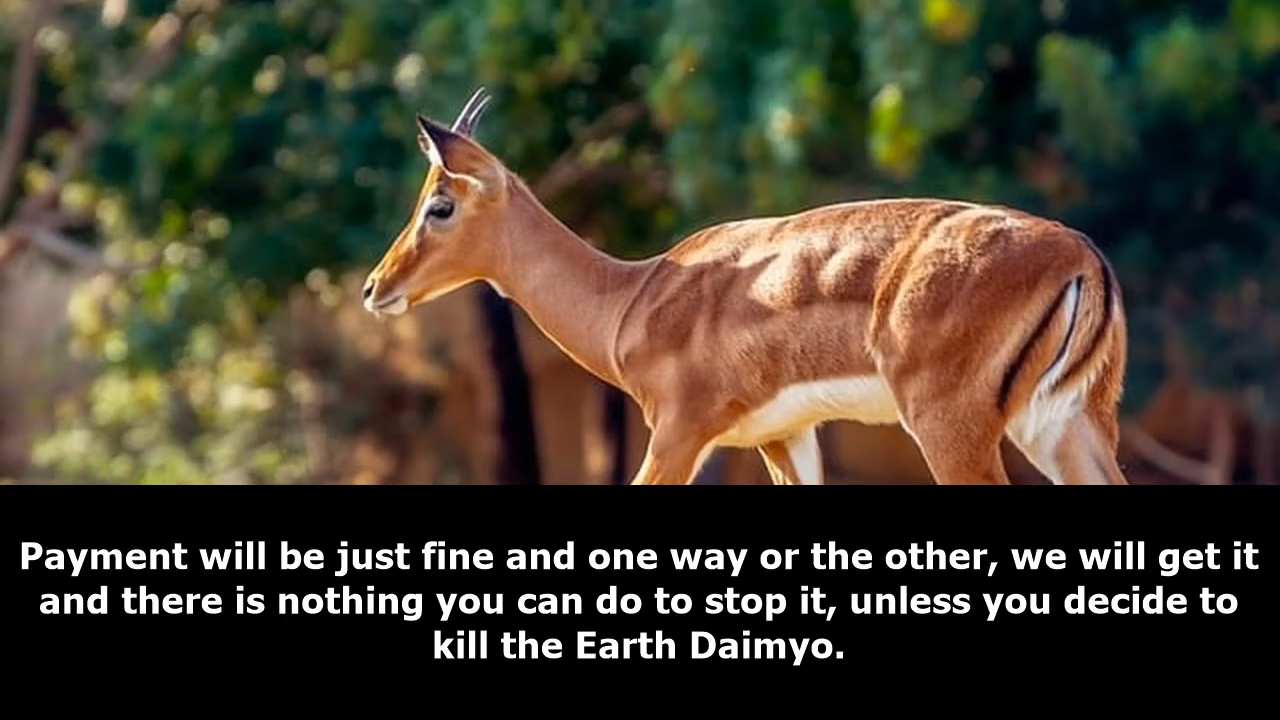 Payment will be just fine and one way or the other, we will get it
and there is nothing you can do to stop it, unless you decide to
kill the Earth Daimyo.